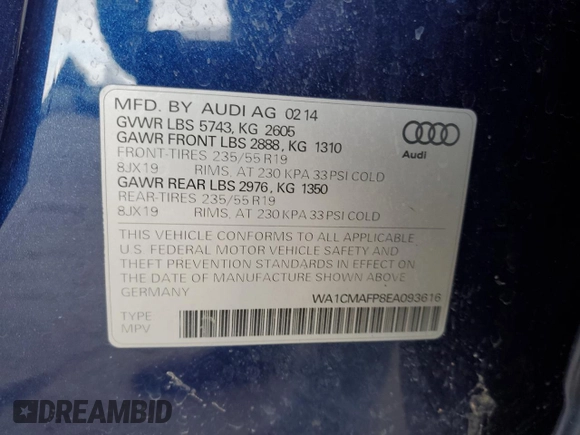 MFD. BY AUDI AG 02 14
GVWR LBS 5743, KG 2605
GAWR FRONT LBS 2888, KG 1310
FRONT-TIRES 235/55 R19
8JX19 RIMS, AT 230 KPA 33 PSI COLD
GAWR REAR LBS 2976, KG 1350
REAR-TIRES 235/55 R19
8JX19 RIMS, AT 230 KPA 33 PSI COLD
Audi
THIS VEHICLE CONFORMS TO ALL APPLICABLE
U.S. FEDERAL MOTOR VEHICLE SAFETY AND
THEFT PREVENTION STANDARDS IN EFFECT ON
THE DATE OF MANUFACTURE SHOWN ABOVE
GERMANY WA1CMAFP8EA093616
TYPE
MPV
DREAMBID